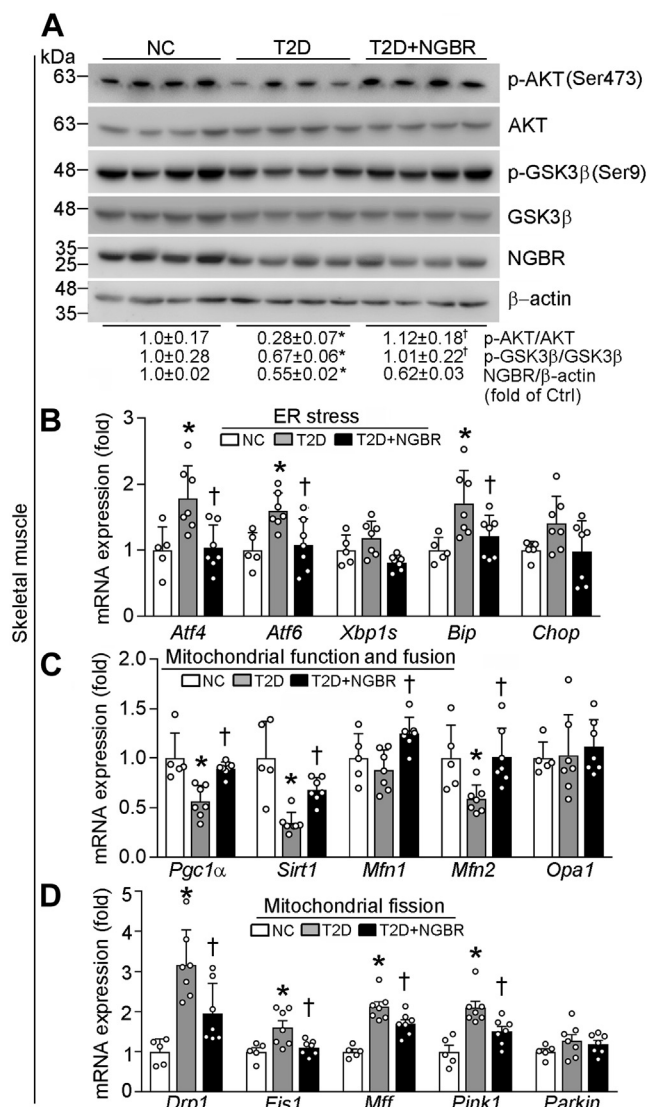 A
kDa
NC T2D T2D+NGBR
63 p-AKT(Ser473)
63 AKT
48 p-GSK3β(Ser9)
48 GSK3β
35
25 NGBR
48
35 β-actin
1.0±0.17 0.28±0.07* 1.12±0.18† p-AKT/AKT
1.0±0.28 0.67±0.06* 1.01±0.22† p-GSK3β/GSK3β
1.0±0.02 0.55±0.02* 0.62±0.03 NGBR/β-actin
(fold of Ctrl)
Skeletal muscle
B
ER stress
NC T2D T2D+NGBR
mRNA expression (fold)
3
2
1
0
* † * † * †
Atf4 Atf6 Xbp1s Bip Chop
C
Mitochondrial function and fusion
NC T2D T2D+NGBR
mRNA expression (fold)
2.0
1.5
1.0
0.5
0.0
* † * † † * †
Pgc1α Sirt1 Mfn1 Mfn2 Opa1
D
Mitochondrial fission
NC T2D T2D+NGBR
mRNA expression (fold)
5
4
2
1
0
* † * † * † * †
Drp1 Fis1 Mff Pink1 Parkin